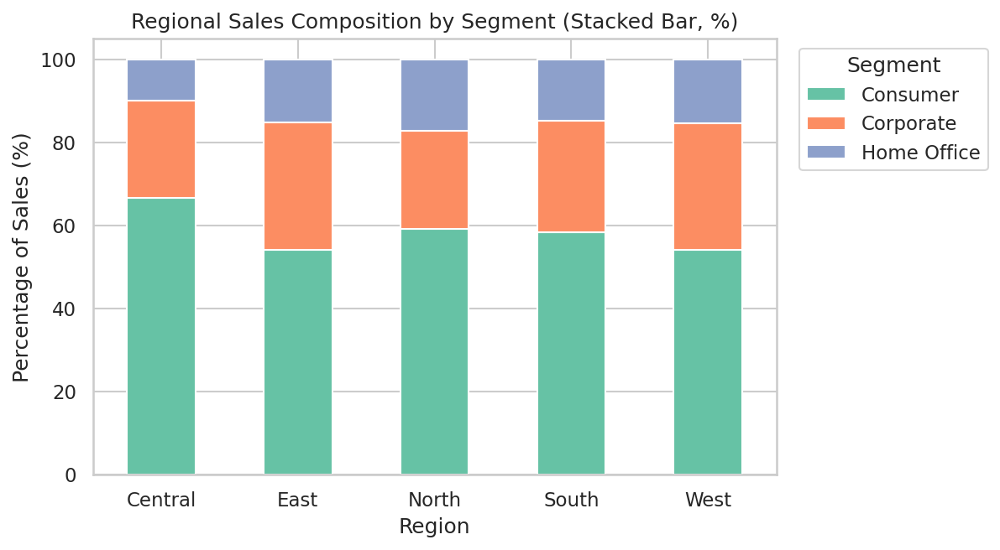 Regional Sales Composition by Segment (Stacked Bar, %)
Percentage of Sales (%)
100
80
60
40
20
0
Central East North South West
Region
Segment
Consumer
Corporate
Home Office